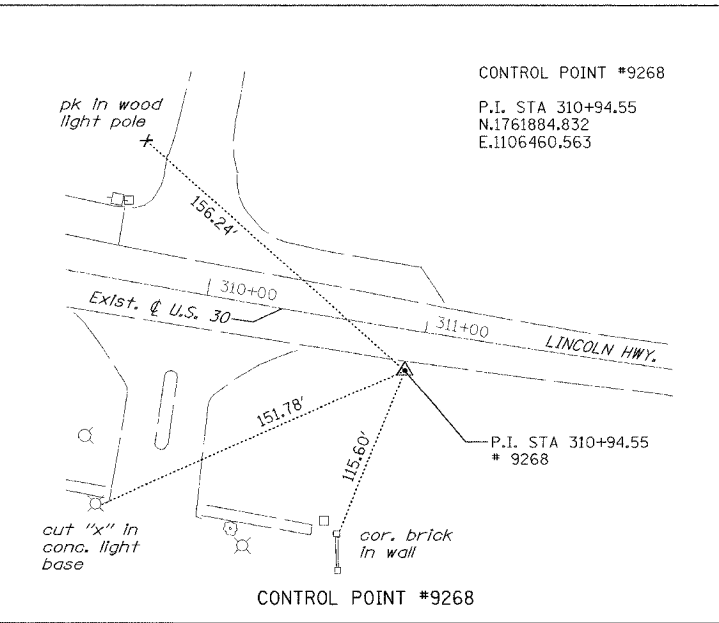 CONTROL POINT #9268
P.I. STA 310+94.55
N.1761884.832
E.1106460.563
pk in wood
light pole
156.24'
310+00
Exist. ℄ U.S. 30
311+00
LINCOLN HWY.
151.78'
115.60'
P.I. STA 310+94.55
# 9268
cut "x" in
conc. light
base
cor. brick
in wall
CONTROL POINT #9268